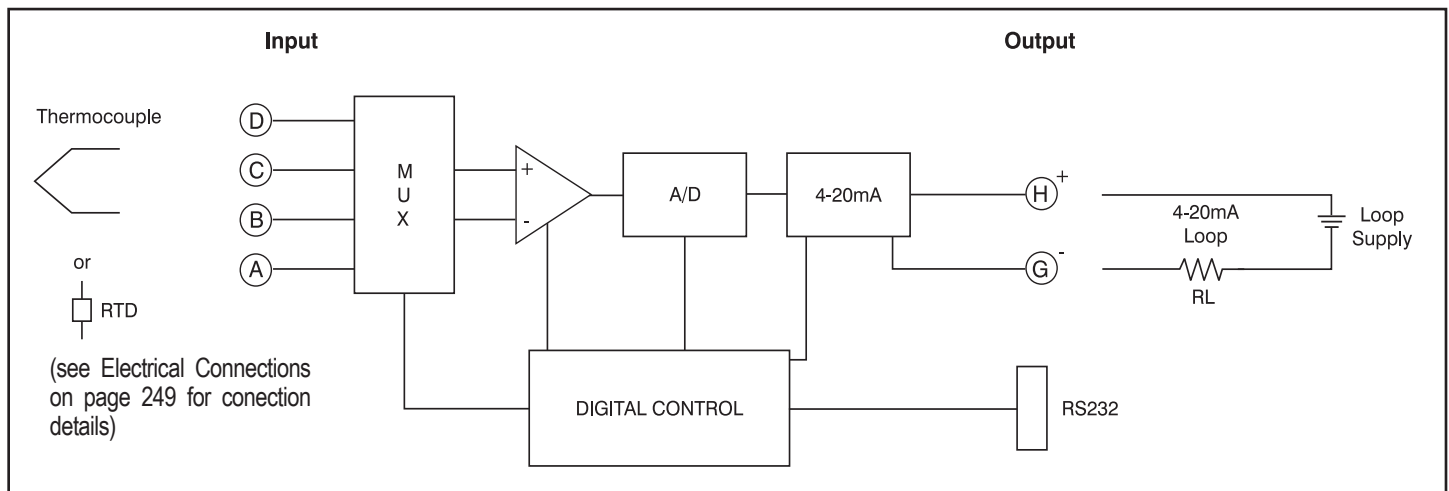 Input
Output
Thermocouple
D
C
B
A
M
U
X
+
-
A/D
4-20mA
H
+
G
-
4-20mA
Loop
RL
Loop
Supply
or
RTD
(see Electrical Connections
on page 249 for conection
details)
DIGITAL CONTROL
RS232